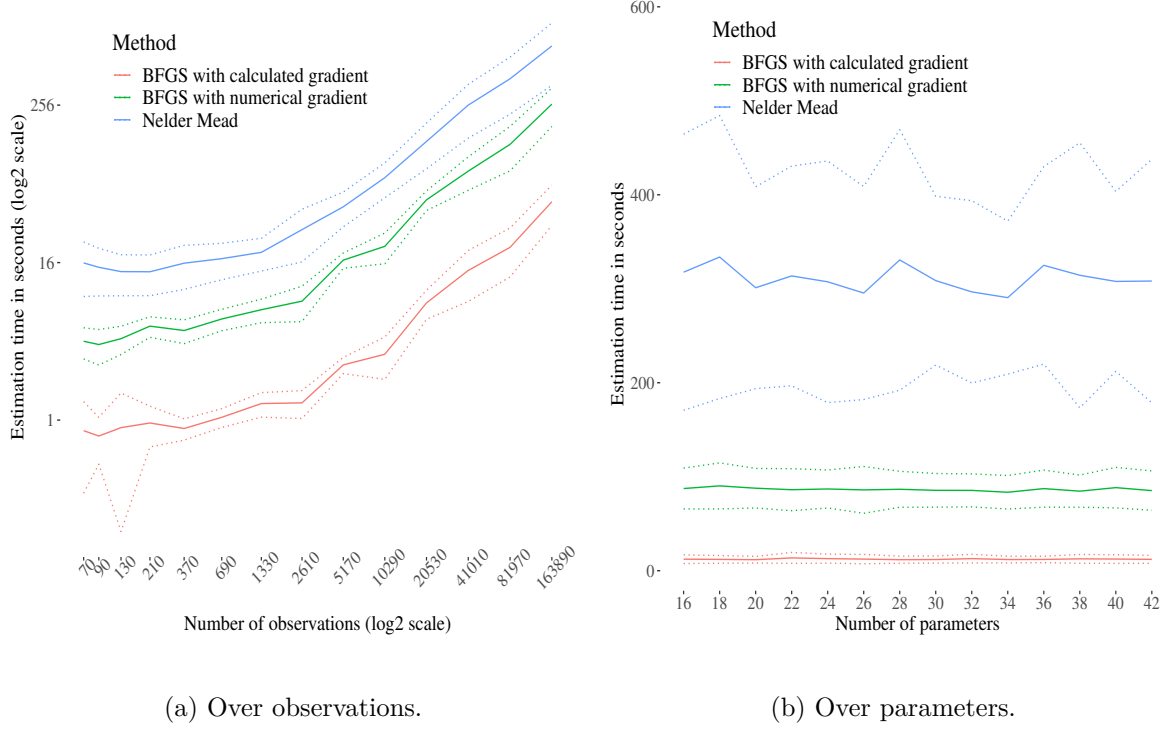 Method
BFGS with calculated gradient
BFGS with numerical gradient
Nelder Mead
Estimation time in seconds (log2 scale)
256
16
1
70
90
130
210
370
690
1330
2610
5170
10290
20530
41010
81970
163890
Number of observations (log2 scale)
(a) Over observations.
Method
BFGS with calculated gradient
BFGS with numerical gradient
Nelder Mead
Estimation time in seconds
600
400
200
0
16 18 20 22 24 26 28 30 32 34 36 38 40 42
Number of parameters
(b) Over parameters.